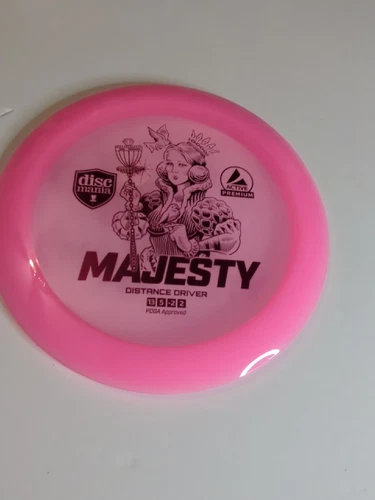 disc
mania
ACTIVE
PREMIUM
MAJESTY
DISTANCE DRIVER
13 5 -2 2
PDGA Approved